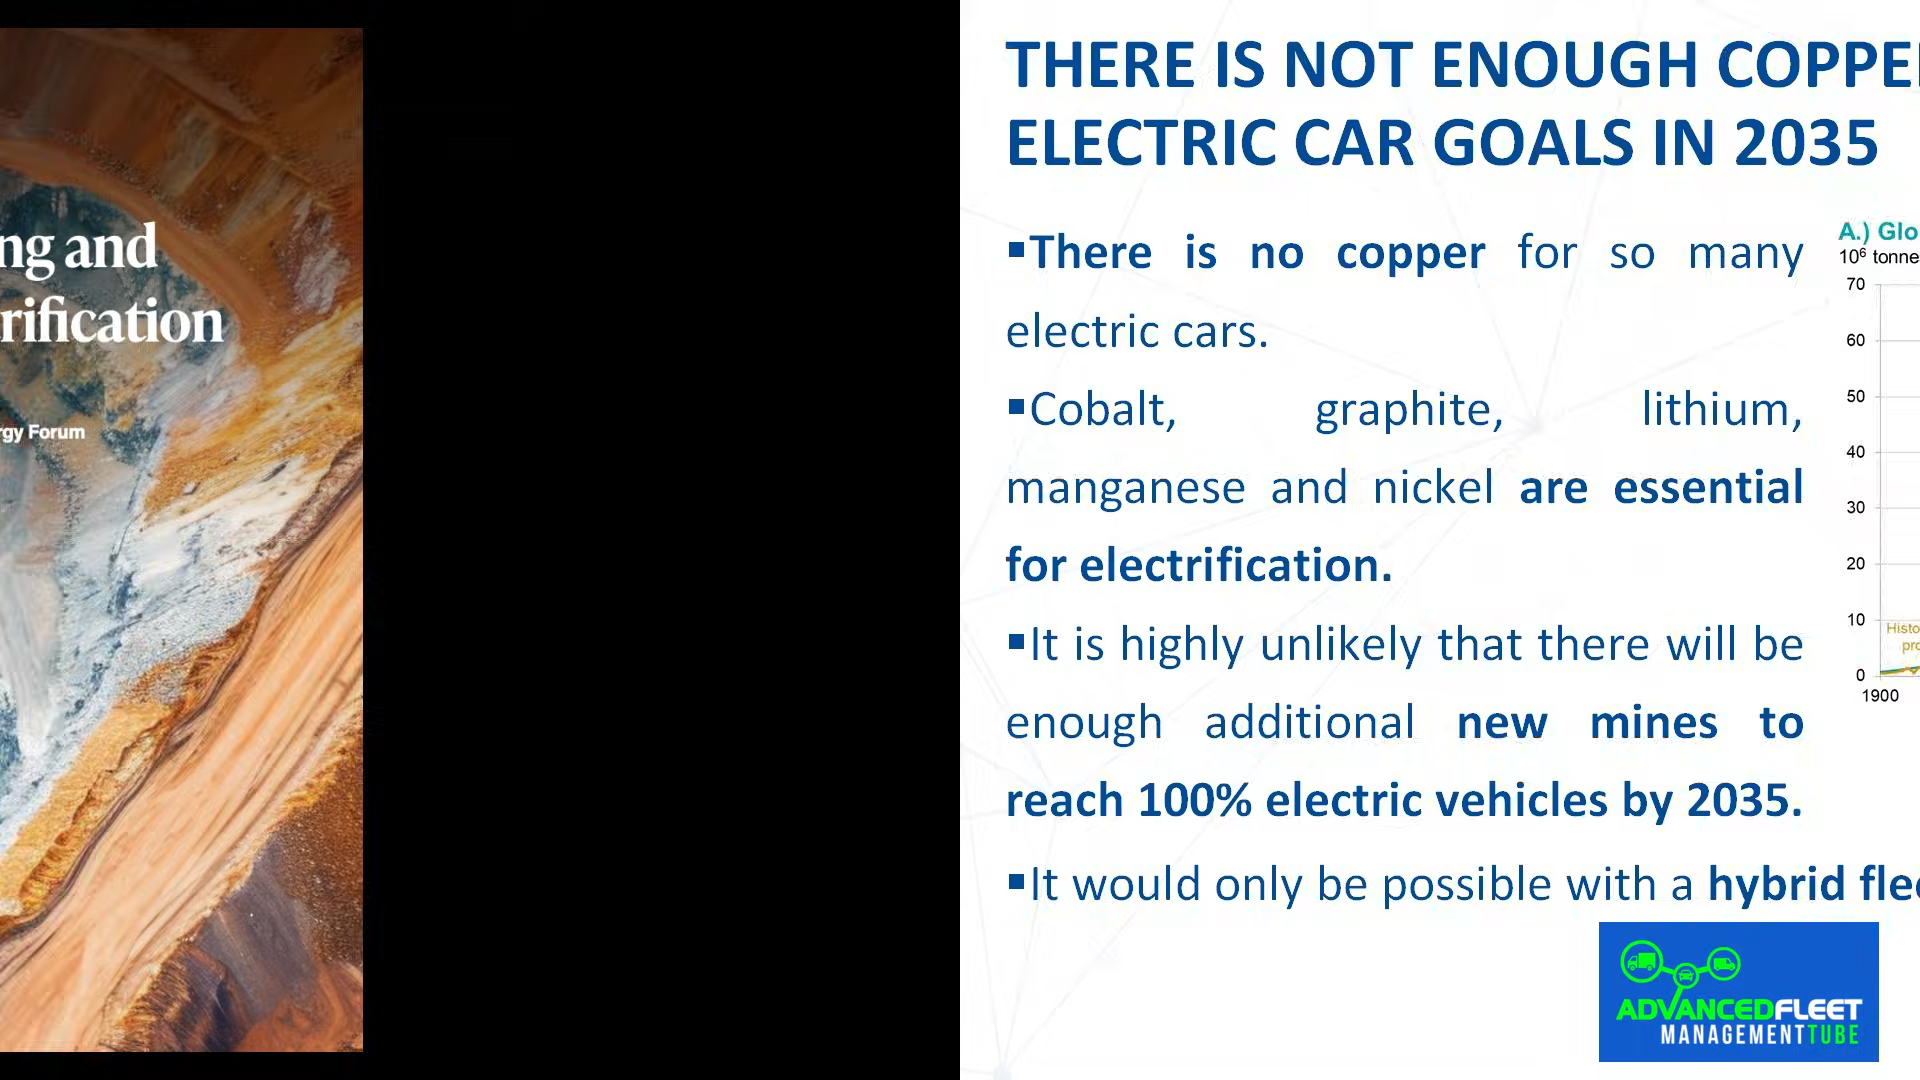 ng and
rification
rgy Forum
THERE IS NOT ENOUGH COPPE
ELECTRIC CAR GOALS IN 2035
▪There is no copper for so many
electric cars.
▪Cobalt, graphite, lithium,
manganese and nickel are essential
for electrification.
▪It is highly unlikely that there will be
enough additional new mines to
reach 100% electric vehicles by 2035.
▪It would only be possible with a hybrid flee
A.) Glo
10⁶ tonne
70
60
50
40
30
20
10
0
Histo
pro
1900
ADVANCEDFLEET
MANAGEMENTTUBE